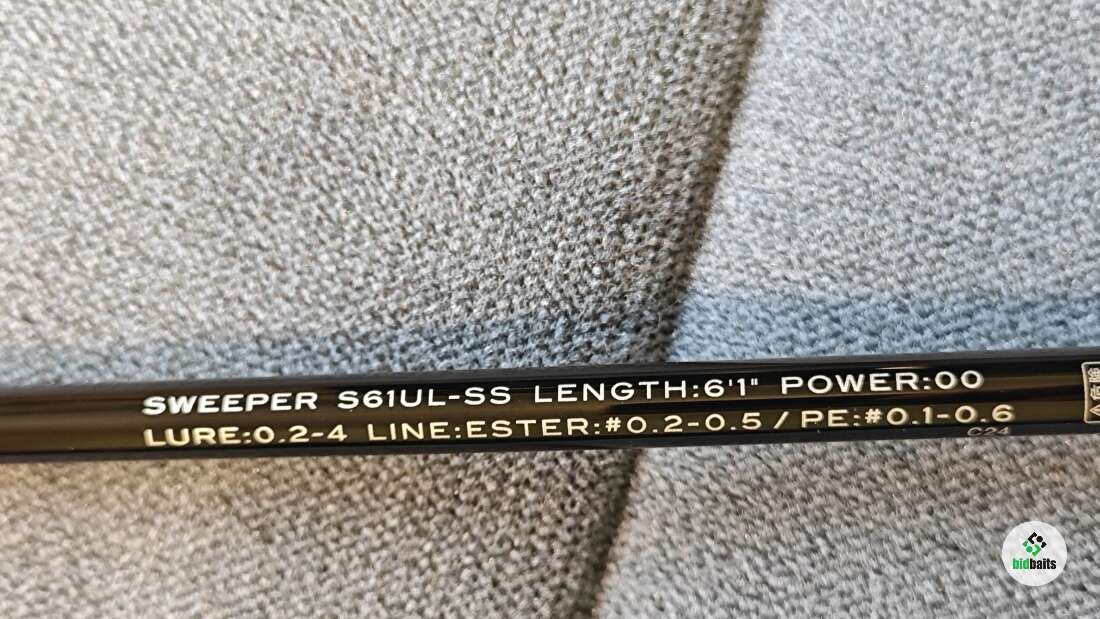 SWEEPER S61UL-SS LENGTH:6'1" POWER:00
LURE:0.2-4 LINE:ESTER:#0.2-0.5 / PE:#0.1-0.6
C24
bidbaits